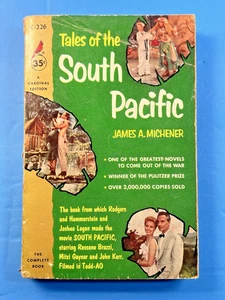 C-226
35¢
A
CARDINAL
EDITION
Tales of the
South
Pacific
JAMES A. MICHENER
• ONE OF THE GREATEST NOVELS
TO COME OUT OF THE WAR
• WINNER OF THE PULITZER PRIZE
• OVER 2,000,000 COPIES SOLD
The book from which Rodgers
and Hammerstein and
Joshua Logan made the
movie SOUTH PACIFIC,
starring Rossano Brazzi,
Mitzi Gaynor and John Kerr.
Filmed in Todd-AO
THE
COMPLETE
BOOK